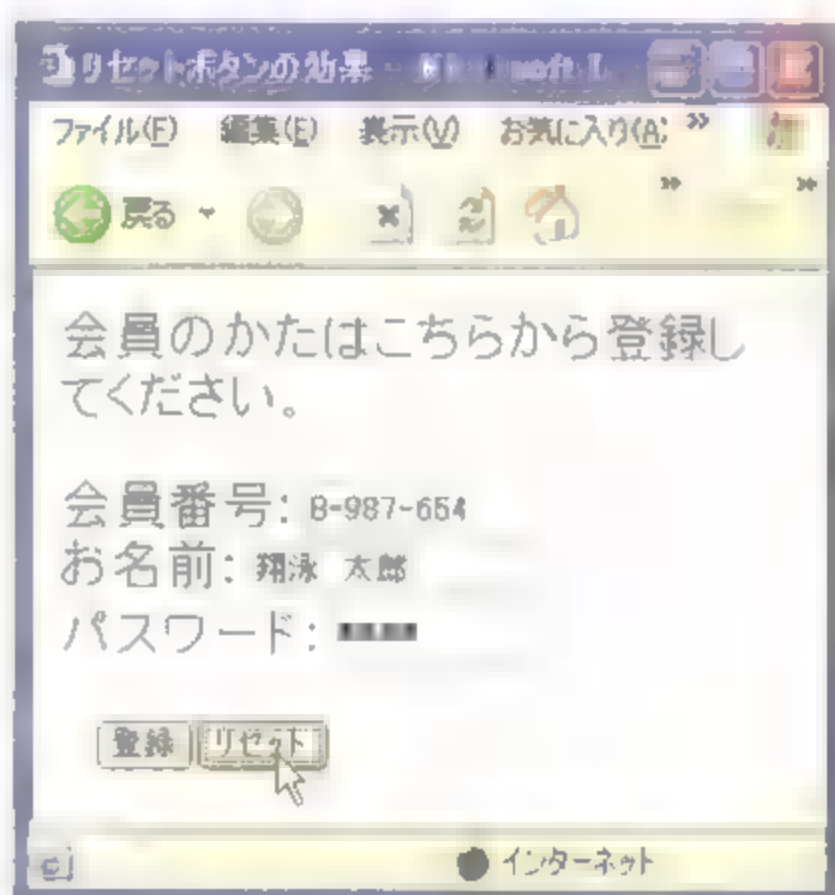 リセットボタンの効果 -
ファイル(F) 編集(E) 表示(V) お気に入り(A) »
戻る » »
会員のかたはこちらから登録し
てください。
会員番号: B-987-654
お名前: 翔泳 太郎
パスワード:
登録 リセット
インターネット